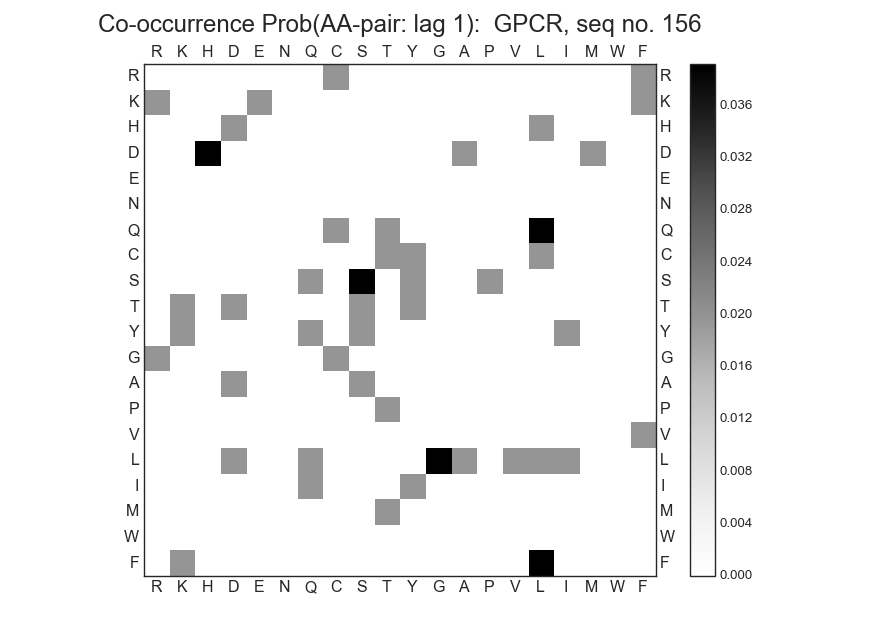 Co-occurrence Prob(AA-pair: lag 1):  GPCR, seq no. 156
R K H D E N Q C S T Y G A P V L I M W F
R R
K K
0.036
H H
D D
0.032
E E
N N
0.028
Q Q
C C
0.024
S S
T T
0.020
Y Y
G G
0.016
A A
P P
0.012
V V
L L
0.008
I I
M M
0.004
W W
F F
0.000
R K H D E N Q C S T Y G A P V L I M W F